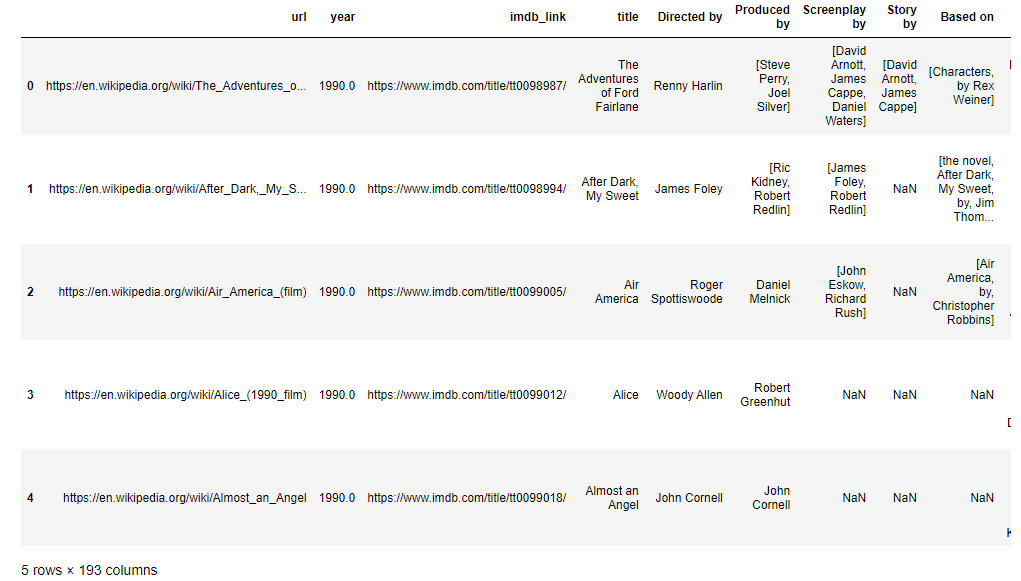 url year imdb_link title Directed by Produced by Screenplay by Story by Based on
0 https://en.wikipedia.org/wiki/The_Adventures_o... 1990.0 https://www.imdb.com/title/tt0098987/ The Adventures of Ford Fairlane Renny Harlin [Steve Perry, Joel Silver] [David Arnott, James Cappe, Daniel Waters] [David Arnott, James Cappe] [Characters, by Rex Weiner]
1 https://en.wikipedia.org/wiki/After_Dark,_My_S... 1990.0 https://www.imdb.com/title/tt0098994/ After Dark, My Sweet James Foley [Ric Kidney, Robert Redlin] [James Foley, Robert Redlin] NaN [the novel, After Dark, My Sweet, by, Jim Thom...
2 https://en.wikipedia.org/wiki/Air_America_(film) 1990.0 https://www.imdb.com/title/tt0099005/ Air America Roger Spottiswoode Daniel Melnick [John Eskow, Richard Rush] NaN [Air America, by, Christopher Robbins]
3 https://en.wikipedia.org/wiki/Alice_(1990_film) 1990.0 https://www.imdb.com/title/tt0099012/ Alice Woody Allen Robert Greenhut NaN NaN NaN
4 https://en.wikipedia.org/wiki/Almost_an_Angel 1990.0 https://www.imdb.com/title/tt0099018/ Almost an Angel John Cornell John Cornell NaN NaN NaN
5 rows × 193 columns